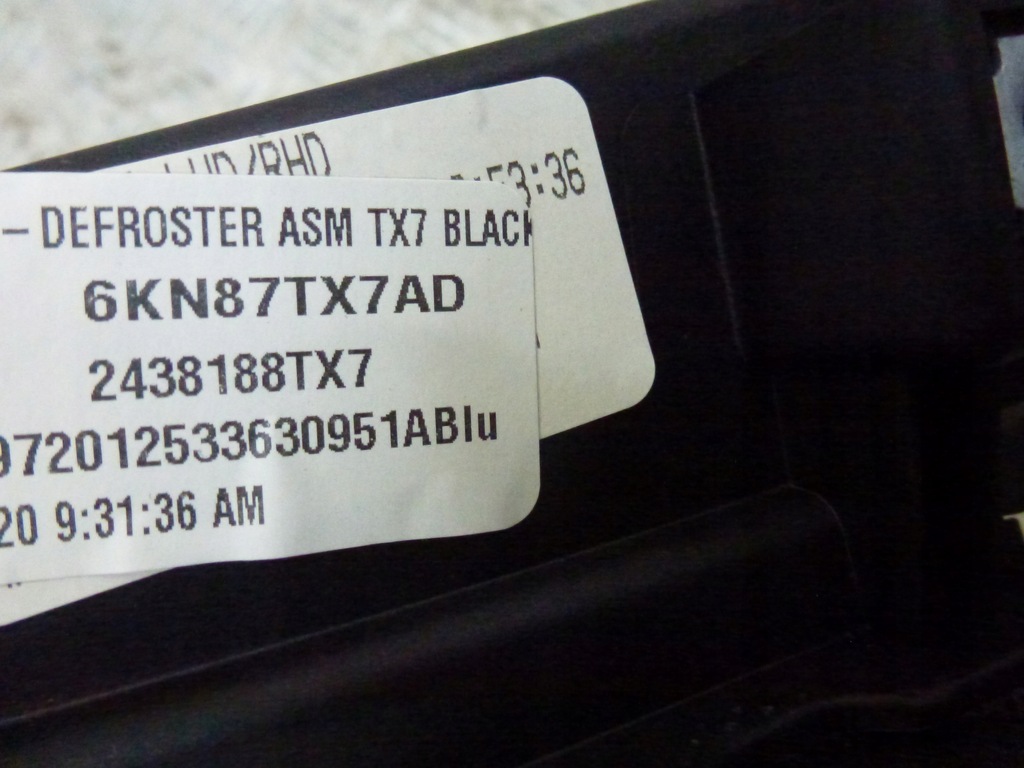 LHD/RHD
53:36
– DEFROSTER ASM TX7 BLACK
6KN87TX7AD
2438188TX7
972012533630951ABlu
20 9:31:36 AM